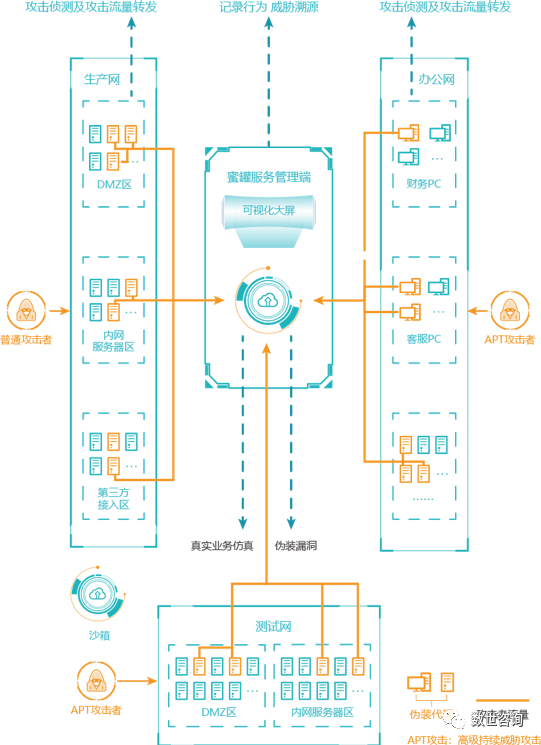 攻击侦测及攻击流量转发
记录行为 威胁溯源
攻击侦测及攻击流量转发
生产网
DMZ区
内网
服务器区
第三方
接入区
普通攻击者
蜜罐服务管理端
可视化大屏
真实业务仿真
伪装漏洞
办公网
财务PC
客服PC
……
APT攻击者
沙箱
测试网
DMZ区
内网服务器区
APT攻击者
伪装代
流量
数世咨询
APT攻击：高级持续威胁攻击